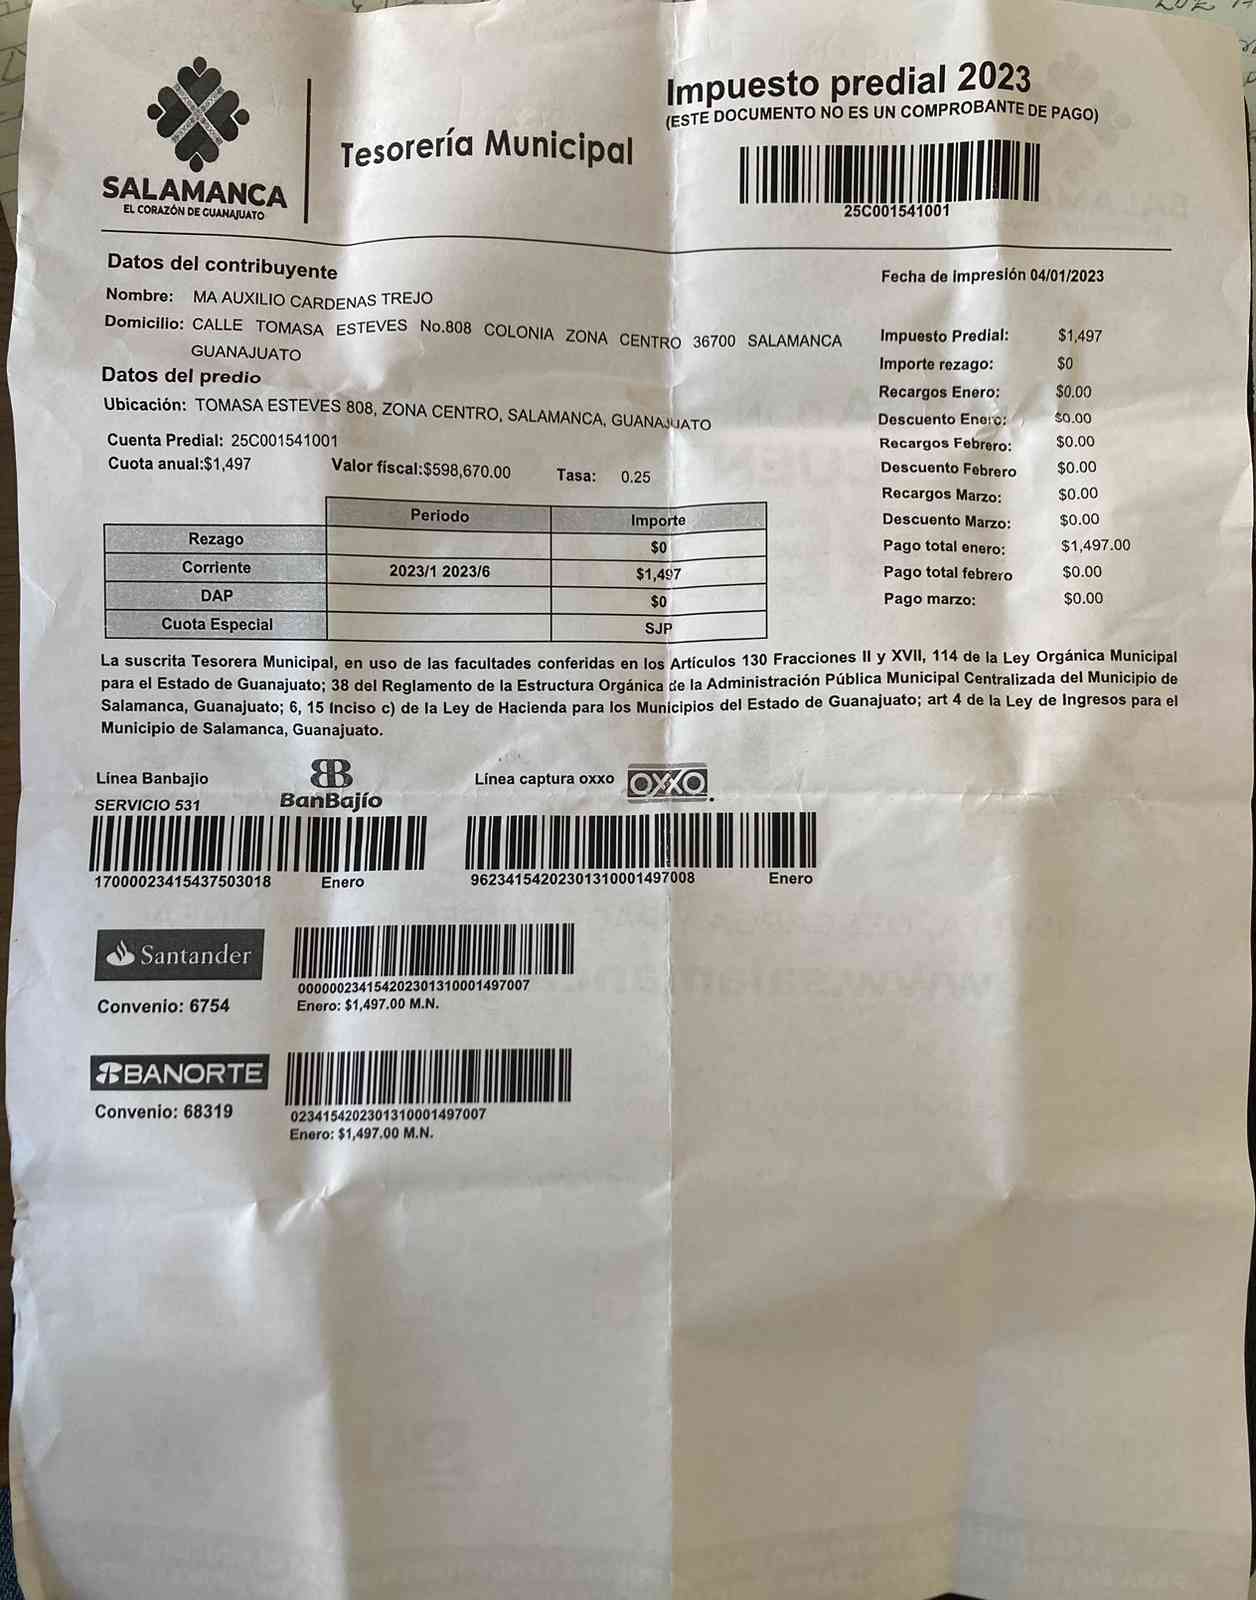 SALAMANCA
EL CORAZÓN DE GUANAJUATO
Tesorería Municipal
Impuesto predial 2023
(ESTE DOCUMENTO NO ES UN COMPROBANTE DE PAGO)
25C001541001
Datos del contribuyente
Nombre: MA AUXILIO CARDENAS TREJO
Domicilio: CALLE TOMASA ESTEVES No.808 COLONIA ZONA CENTRO 36700 SALAMANCA
GUANAJUATO
Datos del predio
Ubicación: TOMASA ESTEVES 808, ZONA CENTRO, SALAMANCA, GUANAJUATO
Cuenta Predial: 25C001541001
Cuota anual:$1,497 Valor fiscal:$598,670.00 Tasa: 0.25
Fecha de impresión 04/01/2023
Impuesto Predial: $1,497
Importe rezago: $0
Recargos Enero: $0.00
Descuento Enero: $0.00
Recargos Febrero: $0.00
Descuento Febrero $0.00
Recargos Marzo: $0.00
Descuento Marzo: $0.00
Pago total enero: $1,497.00
Pago total febrero $0.00
Pago marzo: $0.00
Periodo Importe
Rezago $0
Corriente 2023/1 2023/6 $1,497
DAP $0
Cuota Especial SJP
La suscrita Tesorera Municipal, en uso de las facultades conferidas en los Artículos 130 Fracciones II y XVII, 114 de la Ley Orgánica Municipal
para el Estado de Guanajuato; 38 del Reglamento de la Estructura Orgánica de la Administración Pública Municipal Centralizada del Municipio de
Salamanca, Guanajuato; 6, 15 Inciso c) de la Ley de Hacienda para los Municipios del Estado de Guanajuato; art 4 de la Ley de Ingresos para el
Municipio de Salamanca, Guanajuato.
Línea Banbajio
SERVICIO 531
BanBajío
17000023415437503018 Enero
Línea captura oxxo OXXO
96234154202301310001497008 Enero
Santander
Convenio: 6754
000000234154202301310001497007
Enero: $1,497.00 M.N.
BANORTE
Convenio: 68319
0234154202301310001497007
Enero: $1,497.00 M.N.